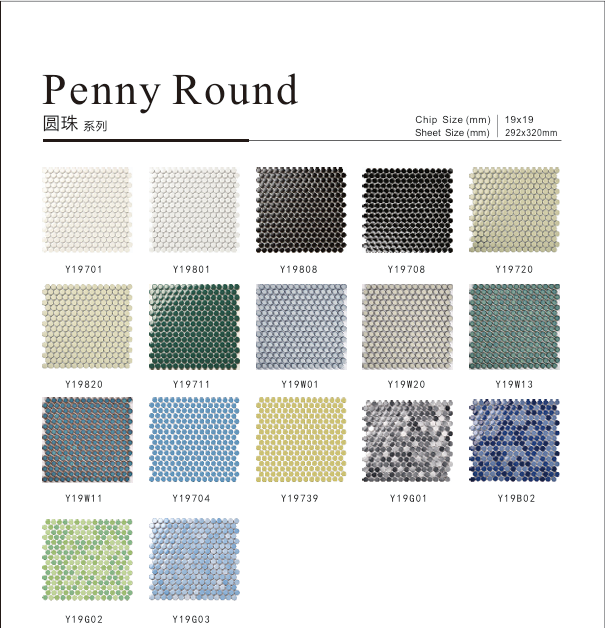 Penny Round
圆珠 系列
Chip Size (mm) 19x19
Sheet Size (mm) 292x320mm
Y19701 Y19801 Y19808 Y19708 Y19720
Y19820 Y19711 Y19W01 Y19W20 Y19W13
Y19W11 Y19704 Y19739 Y19G01 Y19B02
Y19G02 Y19G03